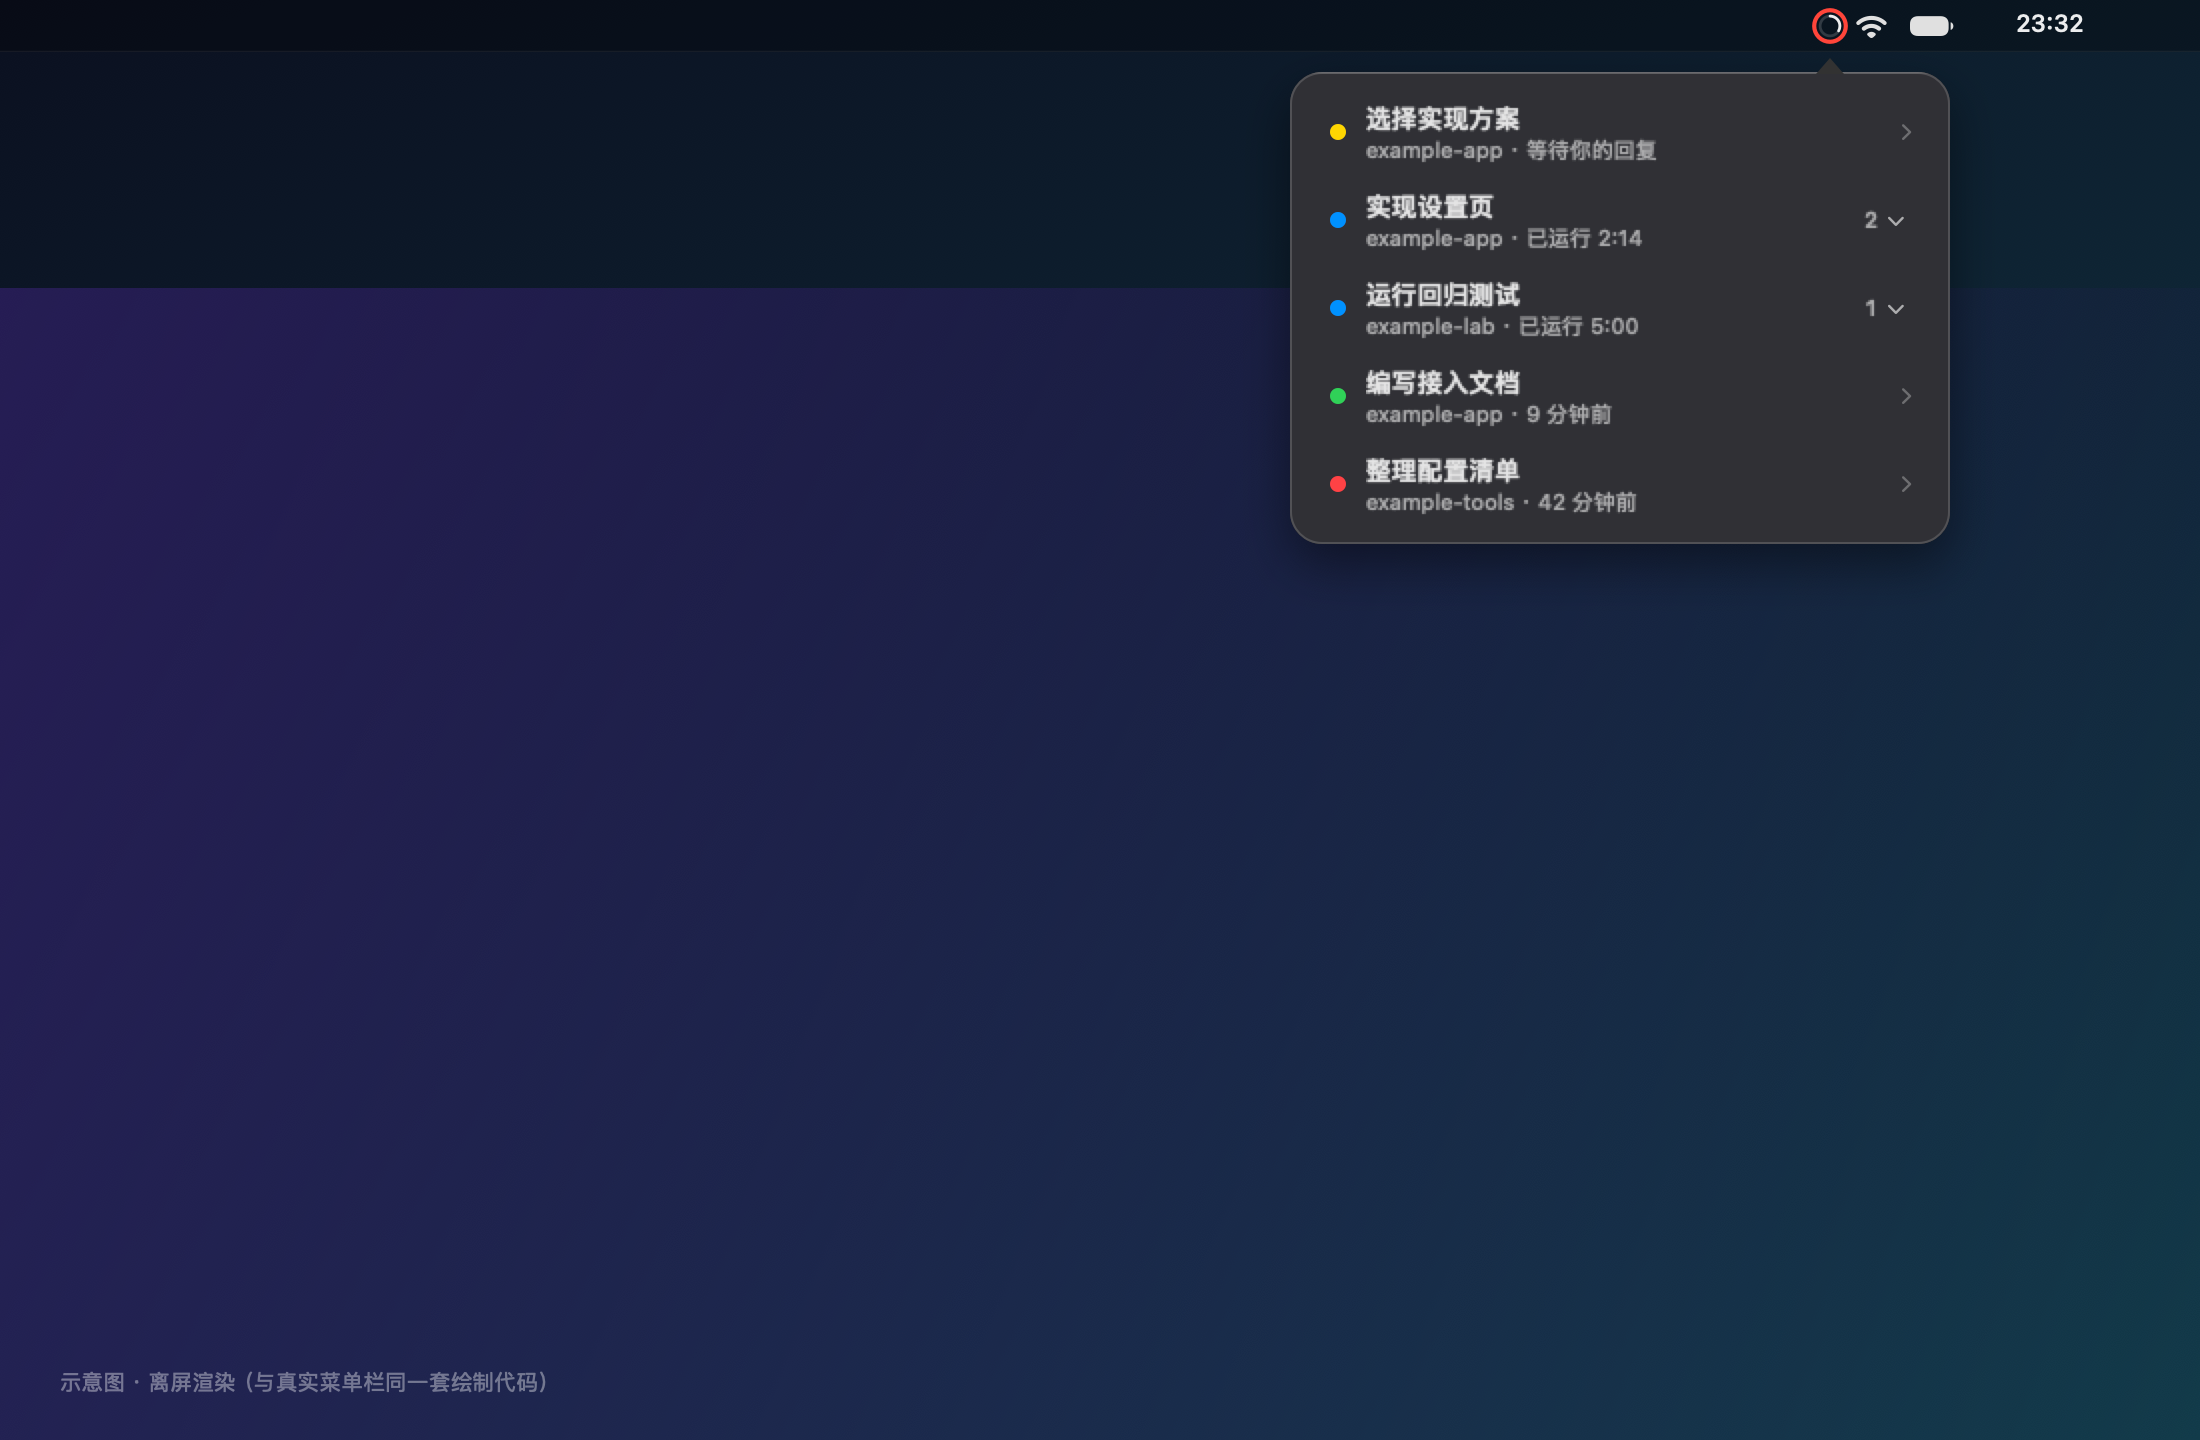 23:32
选择实现方案
example-app · 等待你的回复
实现设置页
example-app · 已运行 2:14
2
运行回归测试
example-lab · 已运行 5:00
1
编写接入文档
example-app · 9 分钟前
整理配置清单
example-tools · 42 分钟前
示意图 · 离屏渲染（与真实菜单栏同一套绘制代码）